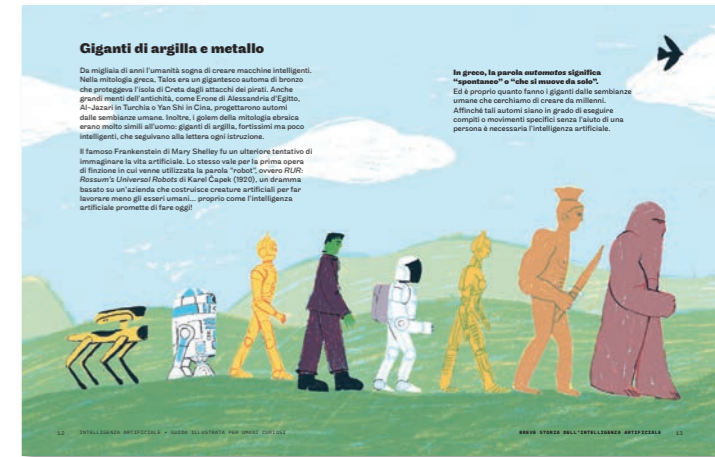 Giganti di argilla e metallo
Da migliaia di anni l'umanità sogna di creare macchine intelligenti.
Nella mitologia greca, Talos era un gigantesco automa di bronzo
che proteggeva l'isola di Creta dagli attacchi dei pirati. Anche
grandi menti dell'antichità, come Erone di Alessandria d'Egitto,
Al-Jazari in Turchia o Yan Shi in Cina, progettarono automi
dalle sembianze umane. Inoltre, i golem della mitologia ebraica
erano molto simili all'uomo: giganti di argilla, fortissimi ma poco
intelligenti, che seguivano alla lettera ogni istruzione.
Il famoso Frankenstein di Mary Shelley fu un ulteriore tentativo di
immaginare la vita artificiale. Lo stesso vale per la prima opera
di finzione in cui venne utilizzata la parola "robot", ovvero RUR:
Rossum's Universal Robots di Karel Čapek (1920), un dramma
basato su un'azienda che costruisce creature artificiali per far
lavorare meno gli esseri umani... proprio come l'intelligenza
artificiale promette di fare oggi!
In greco, la parola automatos significa
"spontaneo" o "che si muove da solo".
Ed è proprio quanto fanno i giganti dalle sembianze
umane che cerchiamo di creare da millenni.
Affinché tali automi siano in grado di eseguire
compiti o movimenti specifici senza l'aiuto di una
persona è necessaria l'intelligenza artificiale.
12 INTELLIGENZA ARTIFICIALE • GUIDA ILLUSTRATA PER UMANI CURIOSI
BREVE STORIA DELL'INTELLIGENZA ARTIFICIALE 13